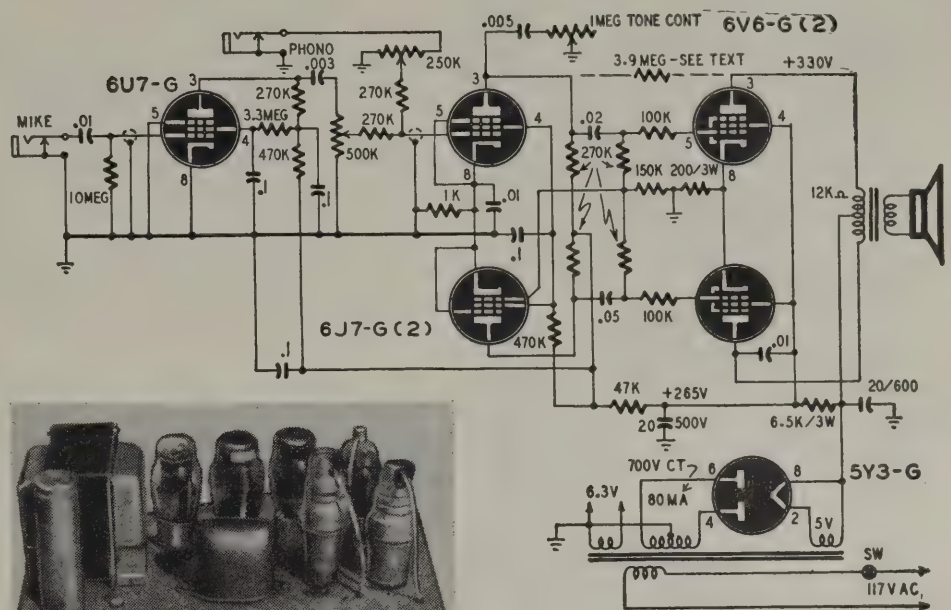 .005
1MEG TONE CONT
6V6-G (2)
PHONO
.003
250K
3.9 MEG-SEE TEXT
+330V
6U7-G
3
270K
270K
3
3
MIKE
.01
5
3.3MEG
4
270K
500K
5
4
.02
270K
100K
5
4
10MEG
8
470K
.1
.1
8
1K
.01
150K
200/3W
8
12KΩ
.1
6J7-G (2)
470K
.05
100K
.01
.1
47K
+265V
20
500V
6.5K/3W
20/600
700V CT
80MA
6
8
5Y3-G
6.3V
4
2
5V
SW
117V AC